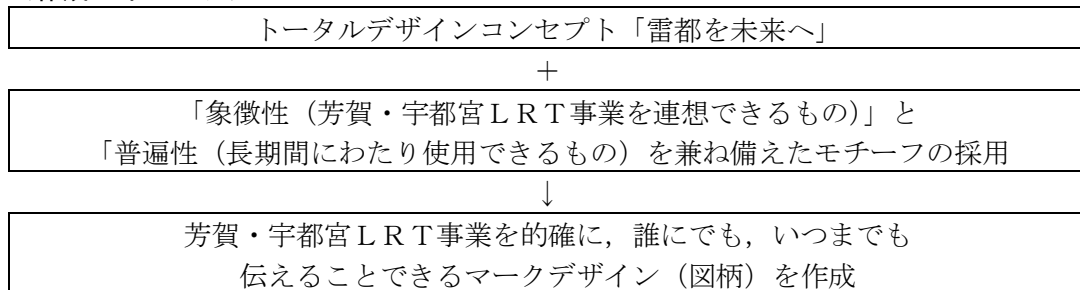 トータルデザインコンセプト「雷都を未来へ」
＋
「象徴性（芳賀・宇都宮ＬＲＴ事業を連想できるもの）」と
「普遍性（長期間にわたり使用できるもの）を兼ね備えたモチーフの採用
↓
芳賀・宇都宮ＬＲＴ事業を的確に，誰にでも，いつまでも
伝えることできるマークデザイン（図柄）を作成